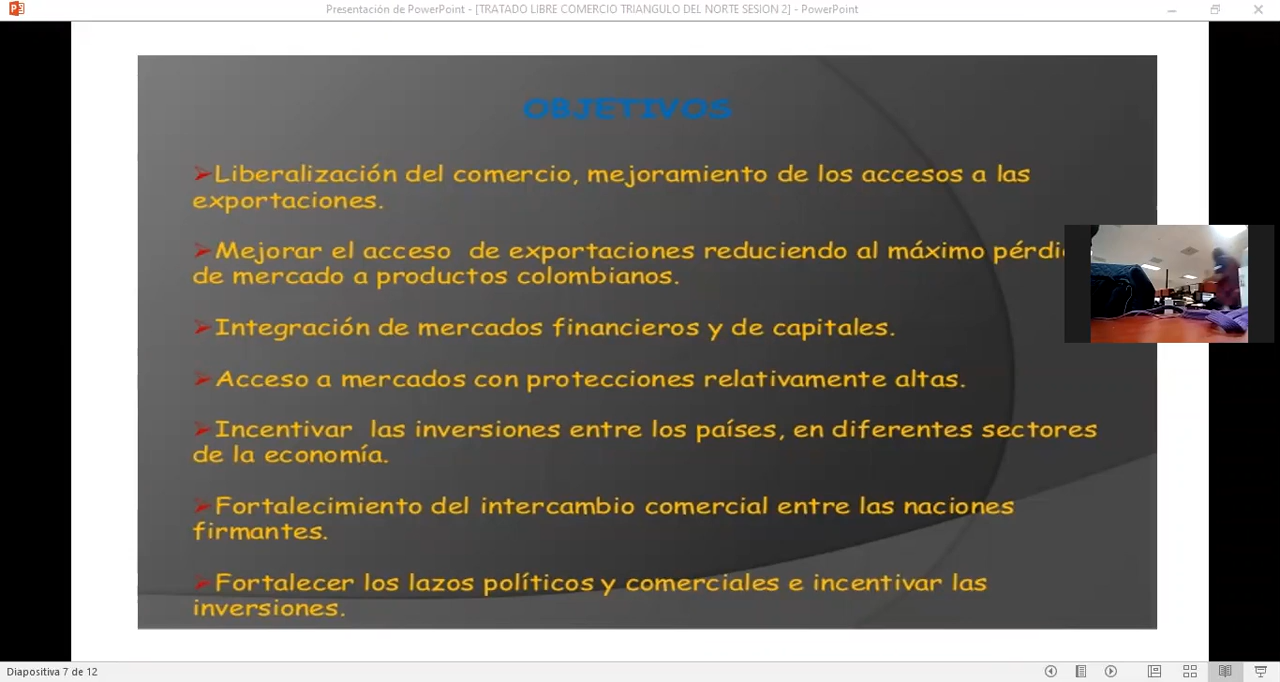 Presentación de PowerPoint - [TRATADO LIBRE COMERCIO TRIANGULO DEL NORTE SESION 2] - PowerPoint
OBJETIVOS
➢Liberalización del comercio, mejoramiento de los accesos a las
exportaciones.
➢Mejorar el acceso de exportaciones reduciendo al máximo
de mercado a productos colombianos.
➢Integración de mercados financieros y de capitales.
➢Acceso a mercados con protecciones relativamente altas.
➢Incentivar las inversiones entre los países, en diferentes sectores
de la economía.
➢Fortalecimiento del intercambio comercial entre las naciones
firmantes.
➢Fortalecer los lazos políticos y comerciales e incentivar las
inversiones.
Diapositiva 7 de 12